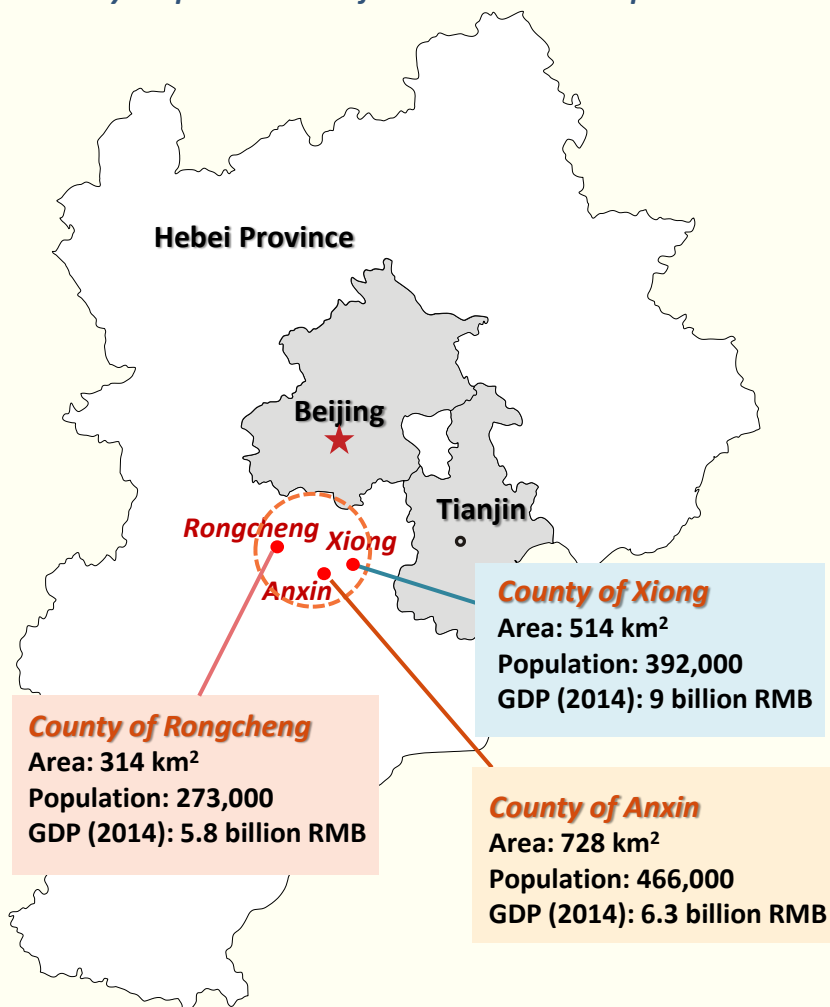 Hebei Province
Beijing
Tianjin
Rongcheng
Xiong
Anxin
County of Xiong
Area: 514 km²
Population: 392,000
GDP (2014): 9 billion RMB
County of Rongcheng
Area: 314 km²
Population: 273,000
GDP (2014): 5.8 billion RMB
County of Anxin
Area: 728 km²
Population: 466,000
GDP (2014): 6.3 billion RMB